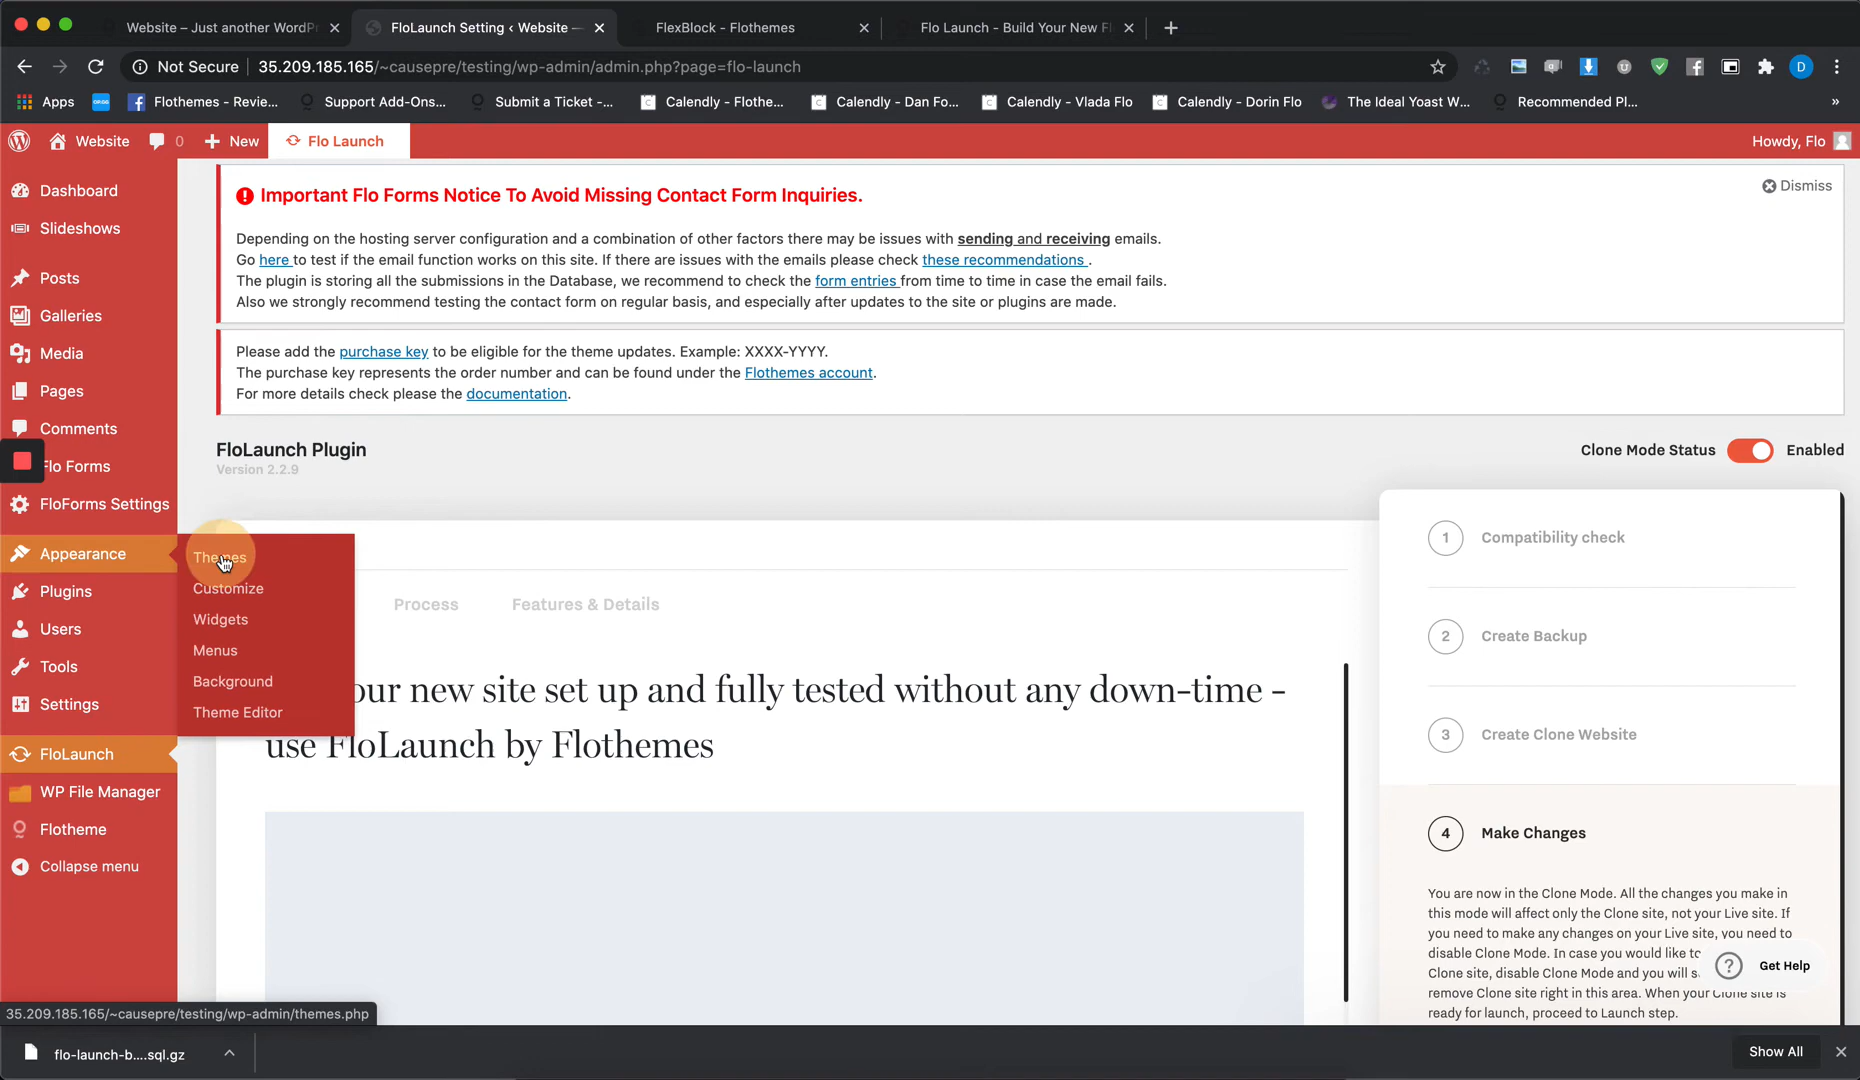 Website – Just another WordPr
FloLaunch Setting ‹ Website —
FlexBlock - Flothemes
Flo Launch - Build Your New Fl
Not Secure
35.209.185.165/~causepre/testing/wp-admin/admin.php?page=flo-launch
Apps
Flothemes - Revie...
Support Add-Ons...
Submit a Ticket -...
Calendly - Flothe...
Calendly - Dan Fo...
Calendly - Vlada Flo
Calendly - Dorin Flo
The Ideal Yoast W...
Recommended Pl...
»
Website
0
New
Flo Launch
Howdy, Flo
Dashboard
Slideshows
Posts
Galleries
Media
Pages
Comments
Flo Forms
FloForms Settings
Appearance
Plugins
Users
Tools
Settings
FloLaunch
WP File Manager
Flotheme
Collapse menu
Themes
Customize
Widgets
Menus
Background
Theme Editor
Important Flo Forms Notice To Avoid Missing Contact Form Inquiries.
Dismiss
Depending on the hosting server configuration and a combination of other factors there may be issues with sending and receiving emails.
Go here to test if the email function works on this site. If there are issues with the emails please check these recommendations .
The plugin is storing all the submissions in the Database, we recommend to check the form entries from time to time in case the email fails.
Also we strongly recommend testing the contact form on regular basis, and especially after updates to the site or plugins are made.
Please add the purchase key to be eligible for the theme updates. Example: XXXX-YYYY.
The purchase key represents the order number and can be found under the Flothemes account.
For more details check please the documentation.
FloLaunch Plugin
Version 2.2.9
Clone Mode Status
Enabled
Process
Features & Details
our new site set up and fully tested without any down-time -
use FloLaunch by Flothemes
1 Compatibility check
2 Create Backup
3 Create Clone Website
4 Make Changes
You are now in the Clone Mode. All the changes you make in
this mode will affect only the Clone site, not your Live site. If
you need to make any changes on your Live site, you need to
disable Clone Mode. In case you would like to
Clone site, disable Clone Mode and you will s
remove Clone site right in this area. When your Clone site is
ready for launch, proceed to Launch step.
? Get Help
35.209.185.165/~causepre/testing/wp-admin/themes.php
flo-launch-b....sql.gz
Show All